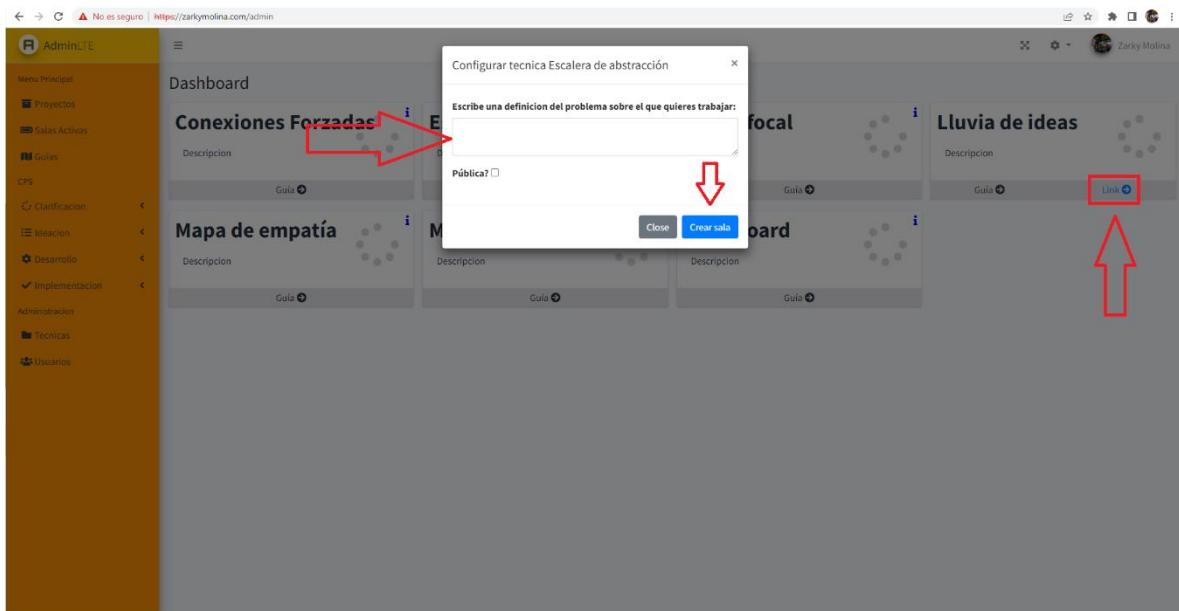 No es seguro | https://zarkymolina.com/admin
AdminLTE
Zarky Molina
Menu Principal
Proyectos
Salas Activas
Guias
CPS
Clarificacion
Ideacion
Desarrollo
Implementacion
Administracion
Tecnicas
Usuarios
Dashboard
Configurar tecnica Escalera de abstracción ×
Escribe una definicion del problema sobre el que quieres trabajar:
Pública?
Close Crear sala
Conexiones Forzadas
Descripcion
Guía
E
D
focal
Guía
Lluvia de ideas
Descripcion
Guía Link
Mapa de empatía
Descripcion
Guía
M
Descripcion
Guía
oard
Descripcion
Guía